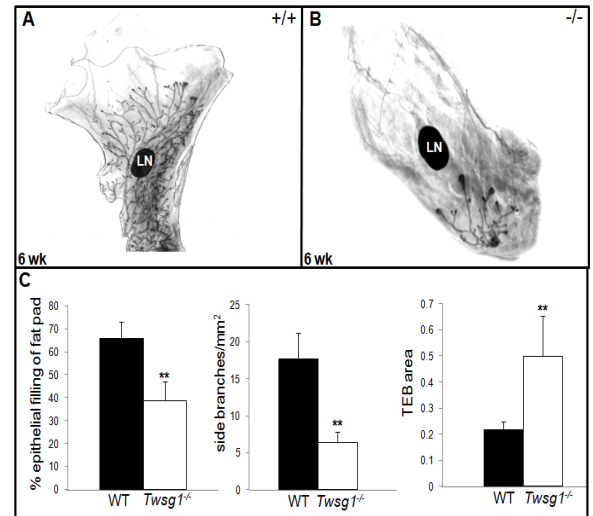 A +/+
LN
6 wk
B -/-
LN
6 wk
C
% epithelial filling of fat pad
80
70
60
50
40
30
20
10
0
**
WT Twsg1-/-
side branches/mm2
25
20
15
10
5
0
**
WT Twsg1-/-
TEB area
0.7
0.6
0.5
0.4
0.3
0.2
0.1
0
**
WT Twsg1-/-